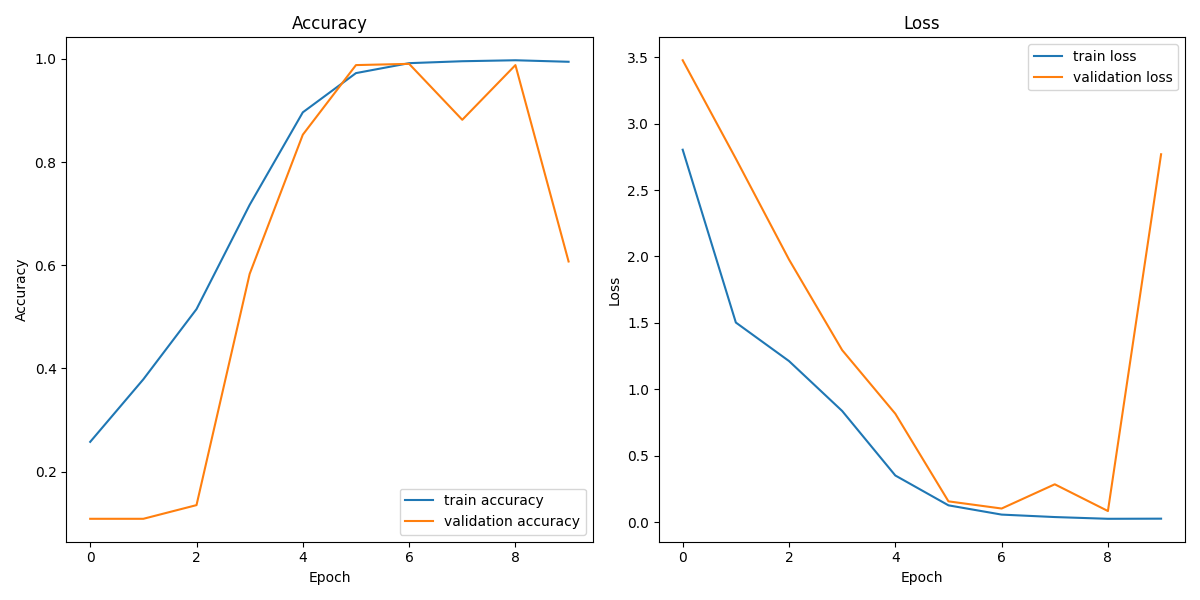 Accuracy
1.0
0.8
0.6
0.4
0.2
Accuracy
train accuracy
validation accuracy
0 2 4 6 8
Epoch
Loss
3.5
3.0
2.5
2.0
1.5
1.0
0.5
0.0
Loss
train loss
validation loss
0 2 4 6 8
Epoch